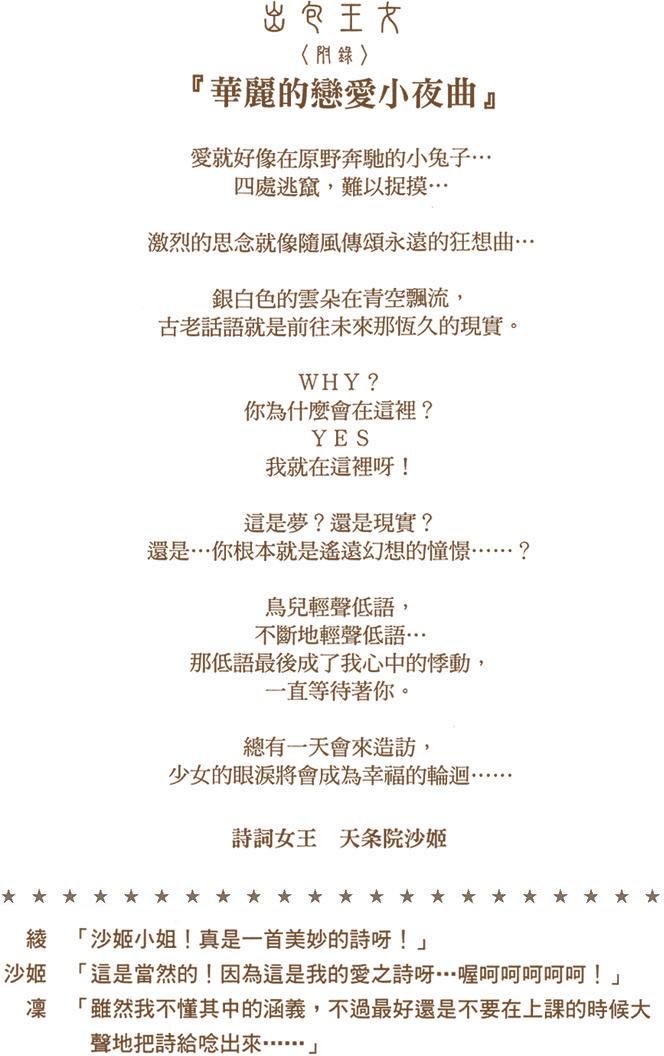 出包王女
〈附錄〉
『華麗的戀愛小夜曲』
愛就好像在原野奔馳的小兔子⋯
四處逃竄，難以捉摸⋯
激烈的思念就像隨風傳頌永遠的狂想曲⋯
銀白色的雲朵在青空飄流，
古老話語就是前往未來那恆久的現實。
ＷＨＹ？
你為什麼會在這裡？
ＹＥＳ
我就在這裡呀！
這是夢？還是現實？
還是⋯你根本就是遙遠幻想的憧憬⋯⋯？
鳥兒輕聲低語，
不斷地輕聲低語⋯
那低語最後成了我心中的悸動，
一直等待著你。
總有一天會來造訪，
少女的眼淚將會成為幸福的輪迴⋯⋯
詩詞女王　天条院沙姬
★ ★ ★ ★ ★ ★ ★ ★ ★ ★ ★ ★ ★ ★ ★ ★ ★ ★ ★ ★ ★ ★
綾　「沙姬小姐！真是一首美妙的詩呀！」
沙姬　「這是當然的！因為這是我的愛之詩呀⋯喔呵呵呵呵呵！」
凜　「雖然我不懂其中的涵義，不過最好還是不要在上課的時候大
聲地把詩給唸出來⋯⋯」